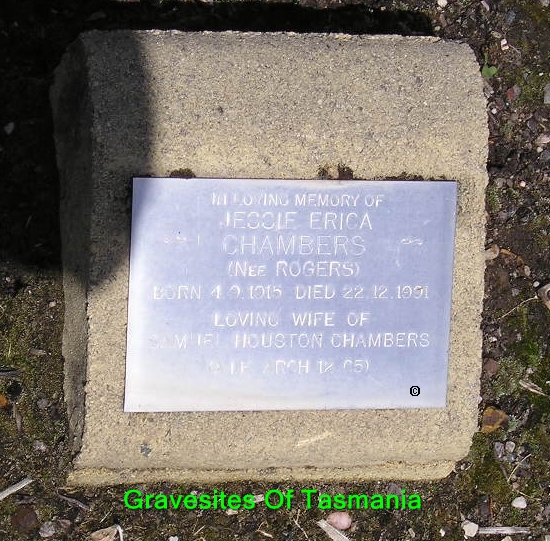 IN LOVING MEMORY OF
JESSIE ERICA
CHAMBERS
(NEE ROGERS)
BORN 4.9.1915 DIED 22.12.1991
LOVING WIFE OF
SAMUEL HOUSTON CHAMBERS
©
Gravesites Of Tasmania